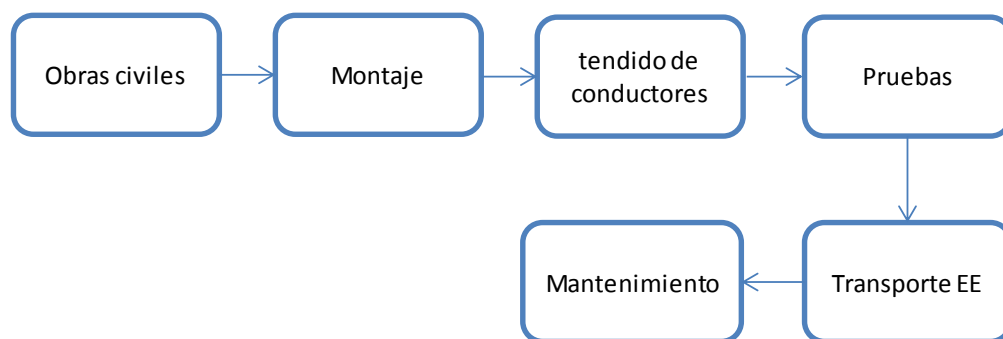 Obras civiles
Montaje
tendido de
conductores
Pruebas
Mantenimiento
Transporte EE